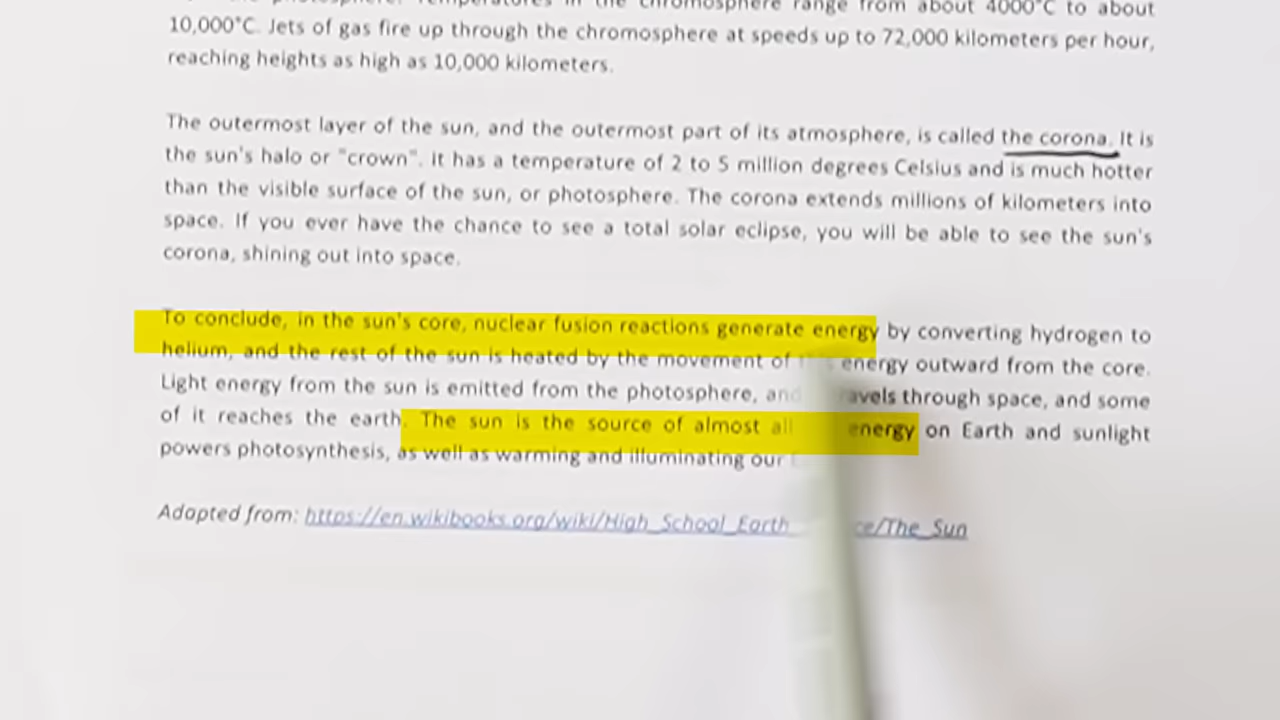 chromosphere range from about 4000°C to about
10,000°C. Jets of gas fire up through the chromosphere at speeds up to 72,000 kilometers per hour,
reaching heights as high as 10,000 kilometers.
The outermost layer of the sun, and the outermost part of its atmosphere, is called the corona. It is
the sun's halo or "crown". it has a temperature of 2 to 5 million degrees Celsius and is much hotter
than the visible surface of the sun, or photosphere. The corona extends millions of kilometers into
space. If you ever have the chance to see a total solar eclipse, you will be able to see the sun's
corona, shining out into space.
To conclude, in the sun's core, nuclear fusion reactions generate energy by converting hydrogen to
helium, and the rest of the sun is heated by the movement of energy outward from the core.
Light energy from the sun is emitted from the photosphere, and through space, and some
of it reaches the earth. The sun is the source of almost all energy on Earth and sunlight
powers photosynthesis, as well as warming and illuminating our
Adapted from: https://en.wikibooks.org/wiki/High_School_Earth ce/The_Sun